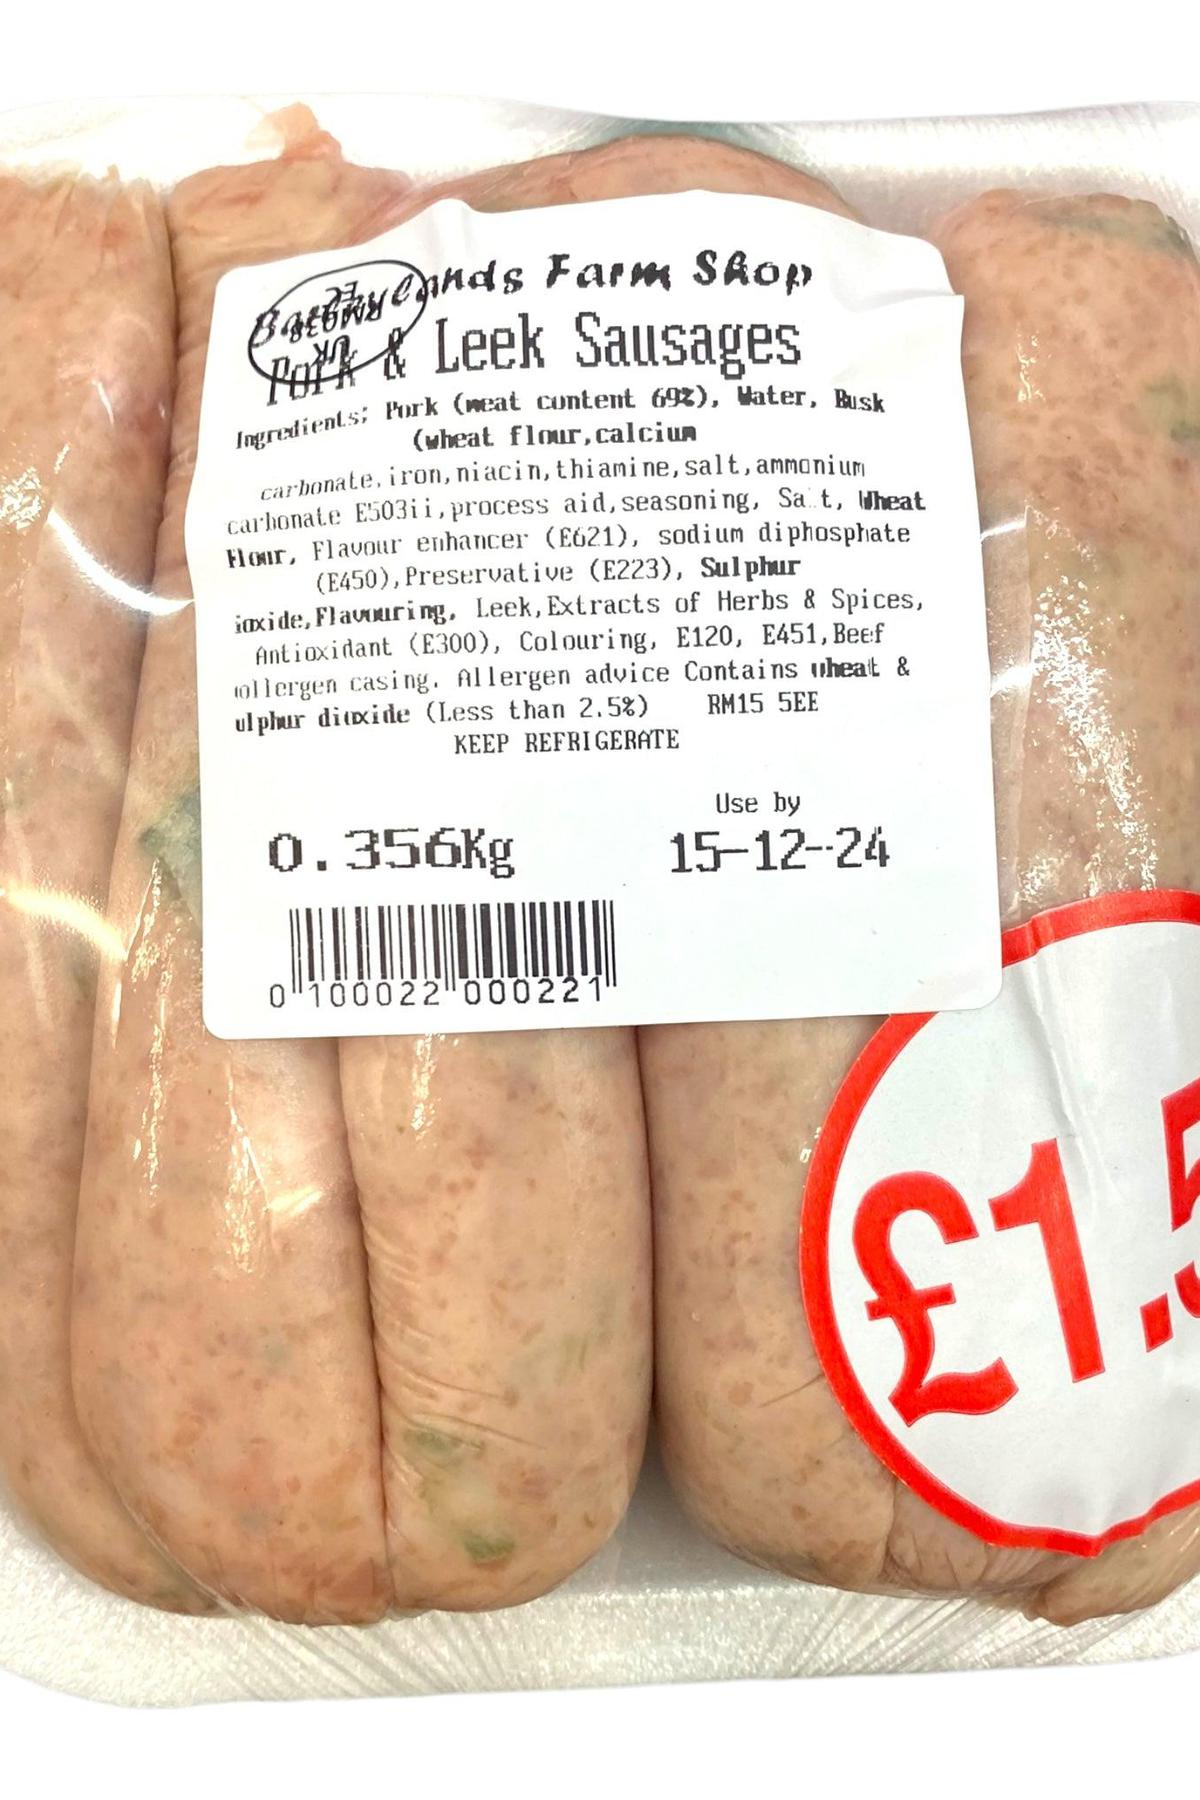 Farm Shop
Pork & Leek Sausages
UK
EC
Ingredients: Pork (meat content 69%), Water, Busk
(wheat flour,calcium
carbonate,iron,niacin,thiamine,salt,ammonium
carbonate E503ii,process aid,seasoning, Sa t, Wheat
Flour, Flavour enhancer (E621), sodium diphosphate
(E450),Preservative (E223), Sulphur
ioxide,Flavouring, Leek,Extracts of Herbs & Spices,
Antioxidant (E300), Colouring, E120, E451,Beef
ollergen casing. Allergen advice Contains wheat &
ulphur dioxide (Less than 2.5%) RM15 5EE
KEEP REFRIGERATE
Use by
0.356Kg 15-12-24
0 100022 000221
£1.5